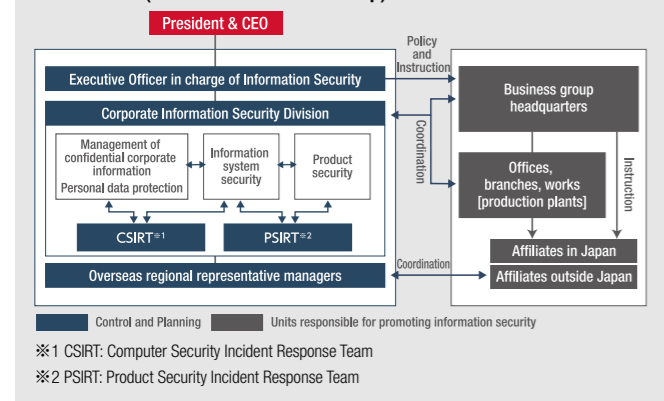 President & CEO
Policy
and
Instruction
Executive Officer in charge of Information Security
Business group
headquarters
Corporate Information Security Division
Management of
confidential corporate
information
Personal data protection
Information
system
security
Product
security
Coordination
Offices,
branches, works
[production plants]
Instruction
CSIRT※1
PSIRT※2
Affiliates in Japan
Overseas regional representative managers
Coordination
Affiliates outside Japan
Control and Planning
Units responsible for promoting information security
※1 CSIRT: Computer Security Incident Response Team
※2 PSIRT: Product Security Incident Response Team